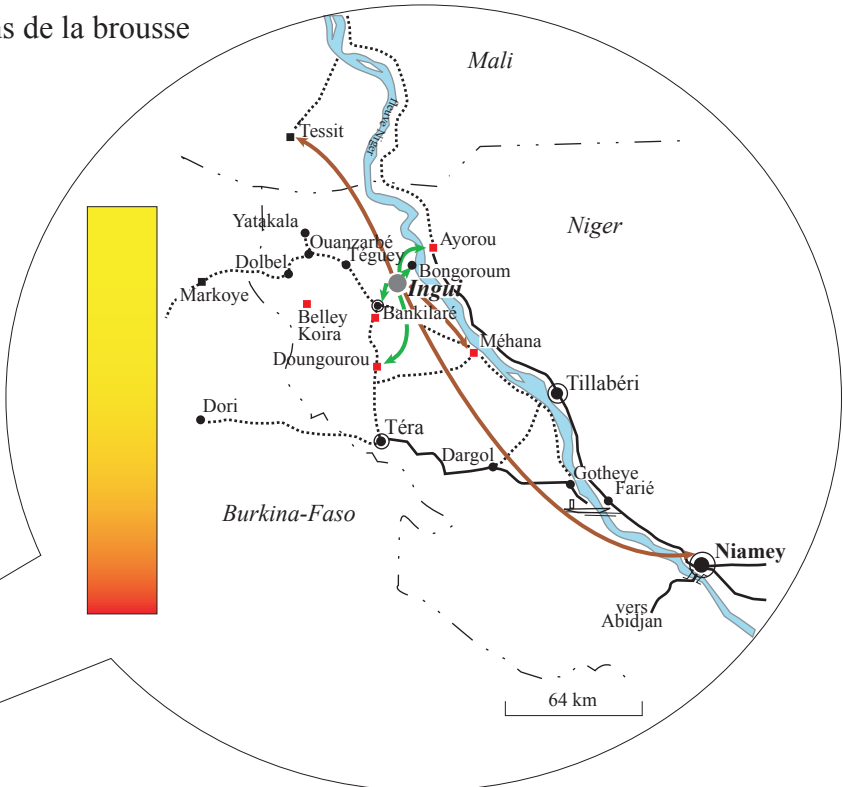 ns de la brousse
Mali
fleuve Niger
Tessit
Niger
Yatakala
Ouanzarbé
Ayorou
Téguey
Dolbel
Bongoroum
Ingui
Markoye
Bankilaré
Belley
Koira
Méhana
Doungourou
Tillabéri
Dori
Téra
Dargol
Gotheye
Farié
Burkina-Faso
Niamey
vers
Abidjan
64 km